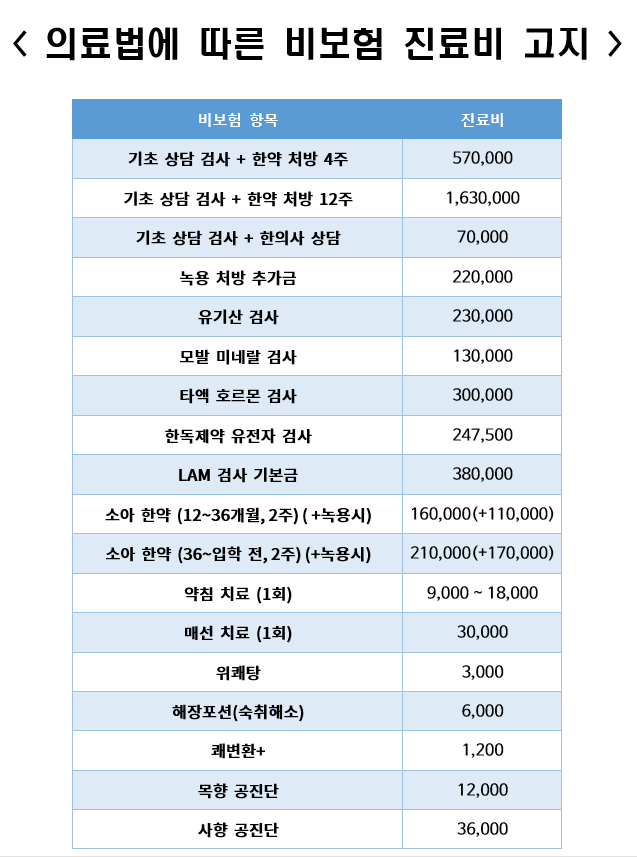 < 의료법에 따른 비보험 진료비 고지 >
비보험 항목 진료비
기초 상담 검사 + 한약 처방 4주 570,000
기초 상담 검사 + 한약 처방 12주 1,630,000
기초 상담 검사 + 한의사 상담 70,000
녹용 처방 추가금 220,000
유기산 검사 230,000
모발 미네랄 검사 130,000
타액 호르몬 검사 300,000
한독제약 유전자 검사 247,500
LAM 검사 기본금 380,000
소아 한약 (12~36개월, 2주) ( +녹용시) 160,000(+110,000)
소아 한약 (36~입학 전, 2주) (+녹용시) 210,000(+170,000)
약침 치료 (1회) 9,000 ~ 18,000
매선 치료 (1회) 30,000
위쾌탕 3,000
해장포션(숙취해소) 6,000
쾌변환+ 1,200
목향 공진단 12,000
사향 공진단 36,000